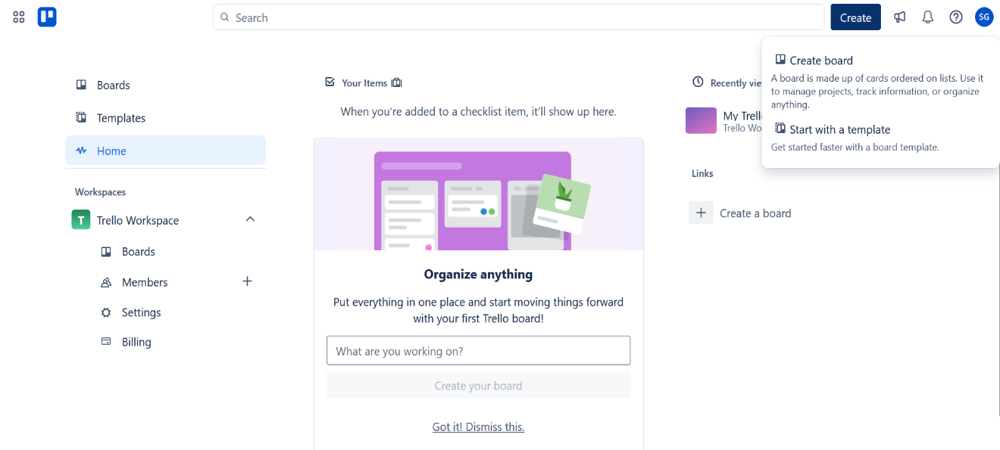 Search
Create
SG
Create board
A board is made up of cards ordered on lists. Use it
to manage projects, track information, or organize
anything.
Start with a template
Get started faster with a board template.
Boards
Templates
Home
Workspaces
T Trello Workspace
Boards
Members
Settings
Billing
Your Items
When you're added to a checklist item, it'll show up here.
Organize anything
Put everything in one place and start moving things forward
with your first Trello board!
What are you working on?
Create your board
Got it! Dismiss this.
Recently
My
Trello
Links
Create a board